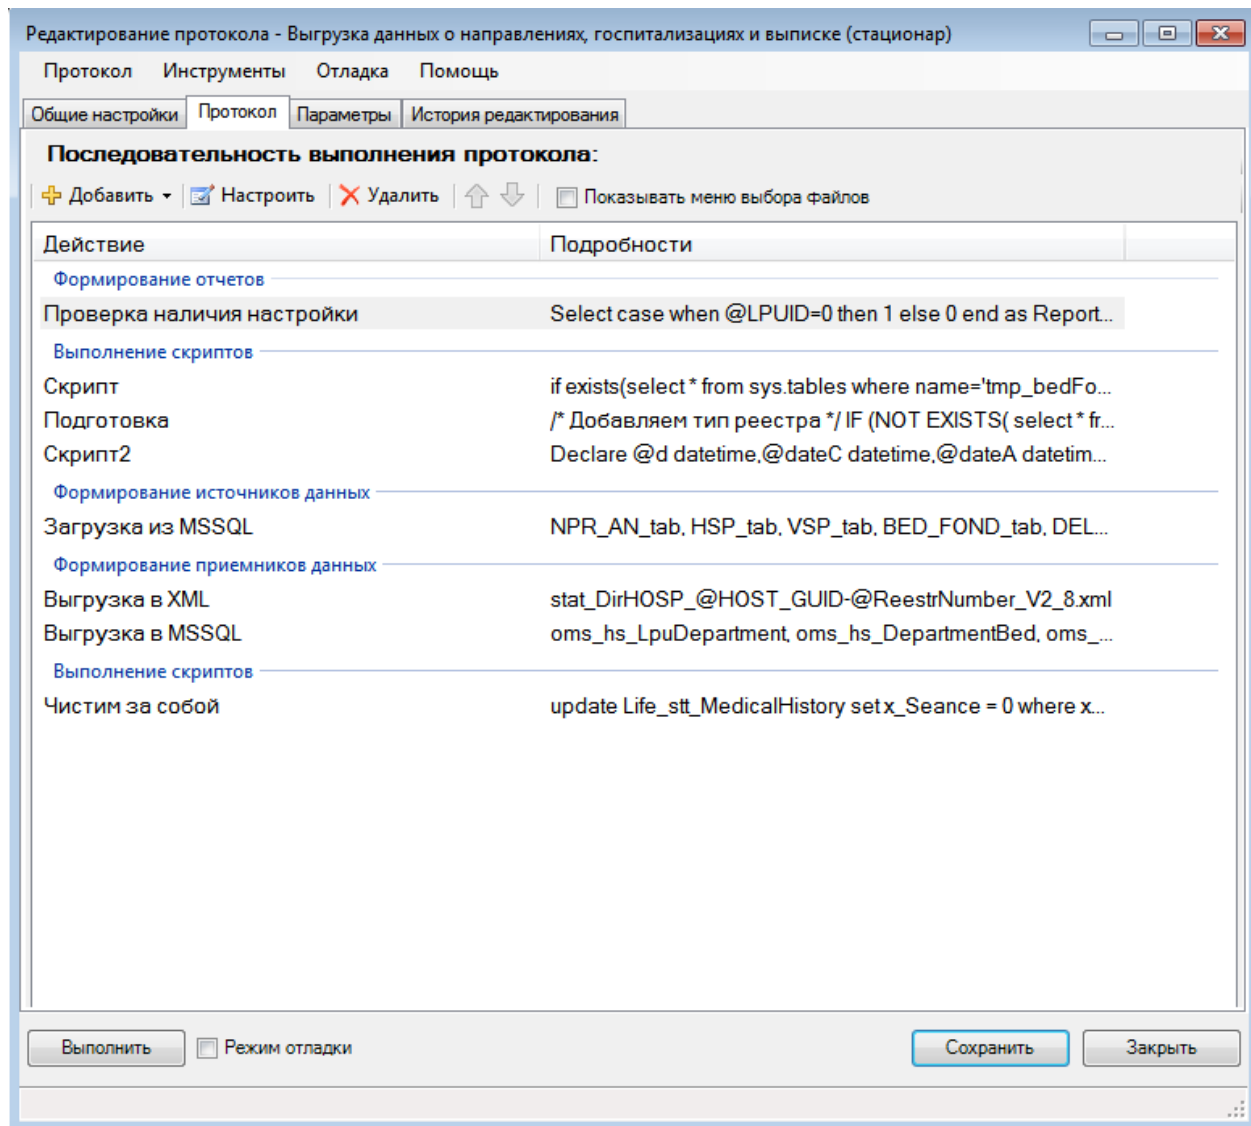 Редактирование протокола - Выгрузка данных о направлениях, госпитализациях и выписке (стационар)
Протокол Инструменты Отладка Помощь
Общие настройки Протокол Параметры История редактирования
Последовательность выполнения протокола:
Добавить Настроить Удалить Показывать меню выбора файлов
Действие Подробности
Формирование отчетов
Проверка наличия настройки Select case when @LPUID=0 then 1 else 0 end as Report...
Выполнение скриптов
Скрипт if exists(select * from sys.tables where name='tmp_bedFo...
Подготовка /* Добавляем тип реестра */ IF (NOT EXISTS( select * fr...
Скрипт2 Declare @d datetime,@dateC datetime,@dateA datetim...
Формирование источников данных
Загрузка из MSSQL NPR_AN_tab, HSP_tab, VSP_tab, BED_FOND_tab, DEL...
Формирование приемников данных
Выгрузка в XML stat_DirHOSP_@HOST_GUID-@ReestrNumber_V2_8.xml
Выгрузка в MSSQL oms_hs_LpuDepartment, oms_hs_DepartmentBed, oms_...
Выполнение скриптов
Чистим за собой update Life_stt_MedicalHistory set x_Seance = 0 where x...
Выполнить Режим отладки Сохранить Закрыть